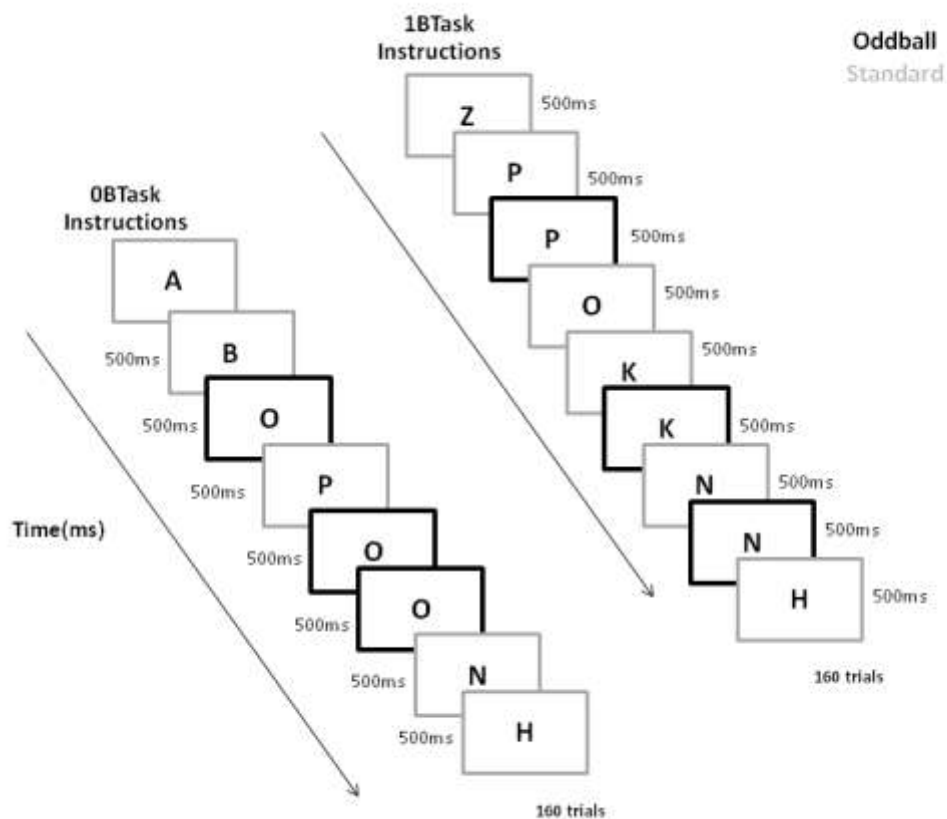 1BTask
Instructions
Oddball
Standard
Z
500ms
P
500ms
P
500ms
O
500ms
K
500ms
K
500ms
N
500ms
N
500ms
H
500ms
160 trials
0BTask
Instructions
A
B
500ms
O
500ms
P
500ms
O
500ms
O
500ms
N
500ms
H
500ms
160 trials
Time(ms)